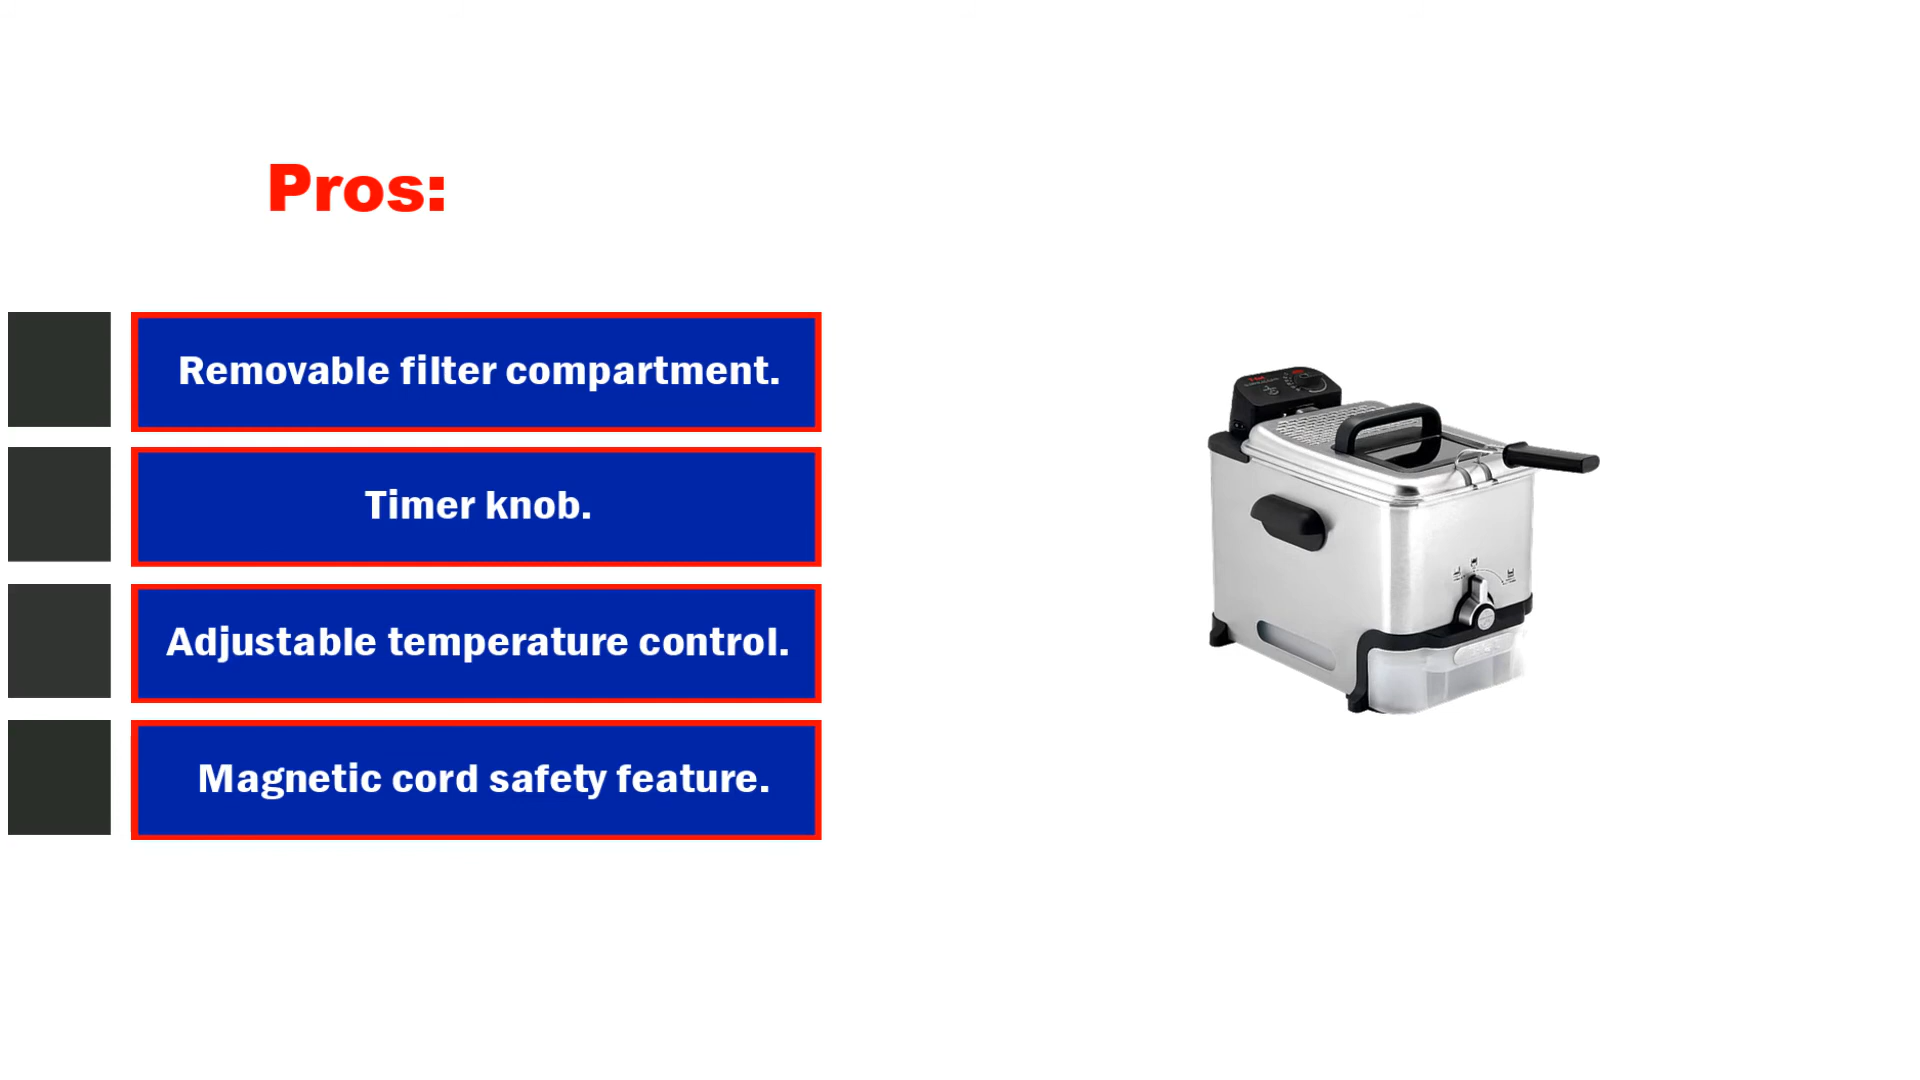 Pros:
Removable filter compartment.
Timer knob.
Adjustable temperature control.
Magnetic cord safety feature.